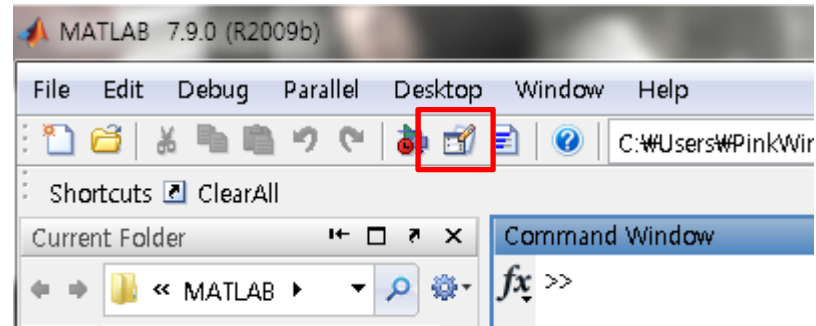 MATLAB 7.9.0 (R2009b)
File Edit Debug Parallel Desktop Window Help
C:₩Users₩PinkWin
Shortcuts ClearAll
Current Folder
Command Window
« MATLAB
fx >>